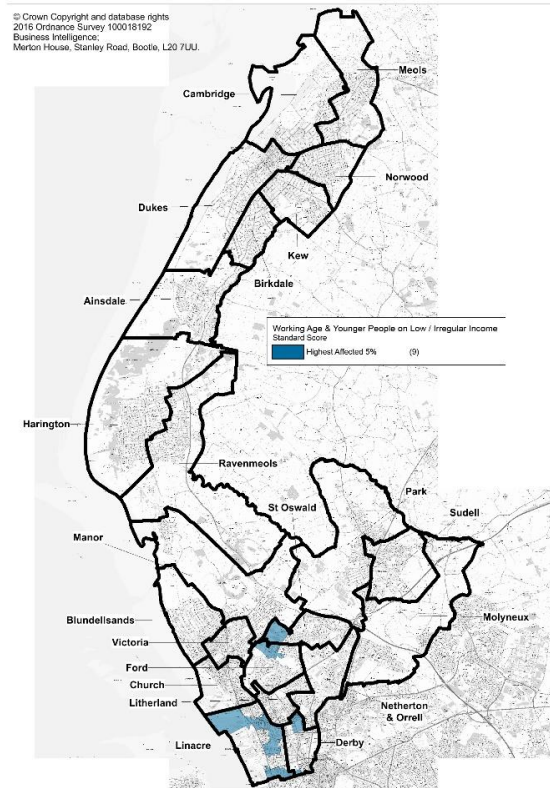 © Crown Copyright and database rights
2016 Ordnance Survey 100018192
Business Intelligence;
Merton House, Stanley Road, Bootle, L20 7UU.
Meols
Cambridge
Norwood
Dukes
Kew
Birkdale
Ainsdale
Working Age & Younger People on Low / Irregular Income
Standard Score
Highest Affected 5% (9)
Harington
Ravenmeols
Park
St Oswald
Sudell
Manor
Blundellsands
Molyneux
Victoria
Ford
Church
Litherland
Netherton
& Orrell
Linacre
Derby